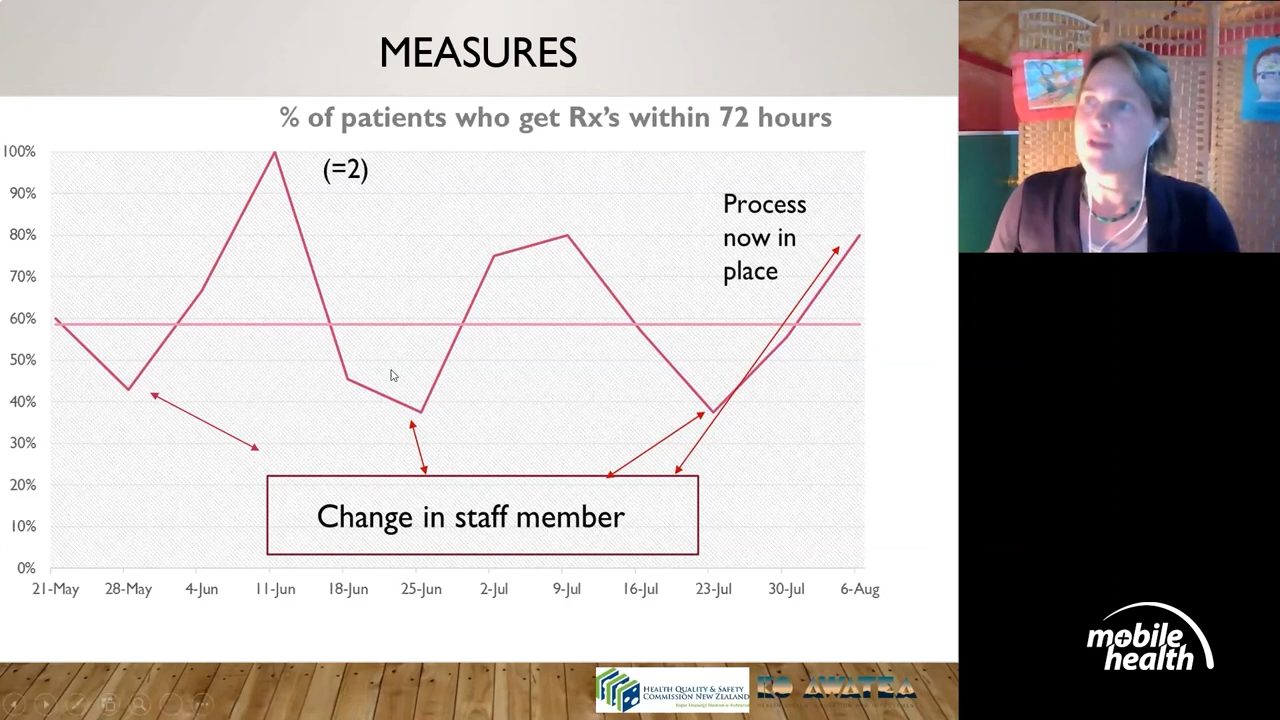 MEASURES
% of patients who get Rx's within 72 hours
100%
(=2)
90%
80%
70%
60%
50%
40%
30%
20%
10%
0%
Process
now in
place
Change in staff member
21-May
28-May
4-Jun
11-Jun
18-Jun
25-Jun
2-Jul
9-Jul
16-Jul
23-Jul
30-Jul
6-Aug
HEALTH QUALITY & SAFETY
COMMISSION NEW ZEALAND
KO AWATEA
mobile
health